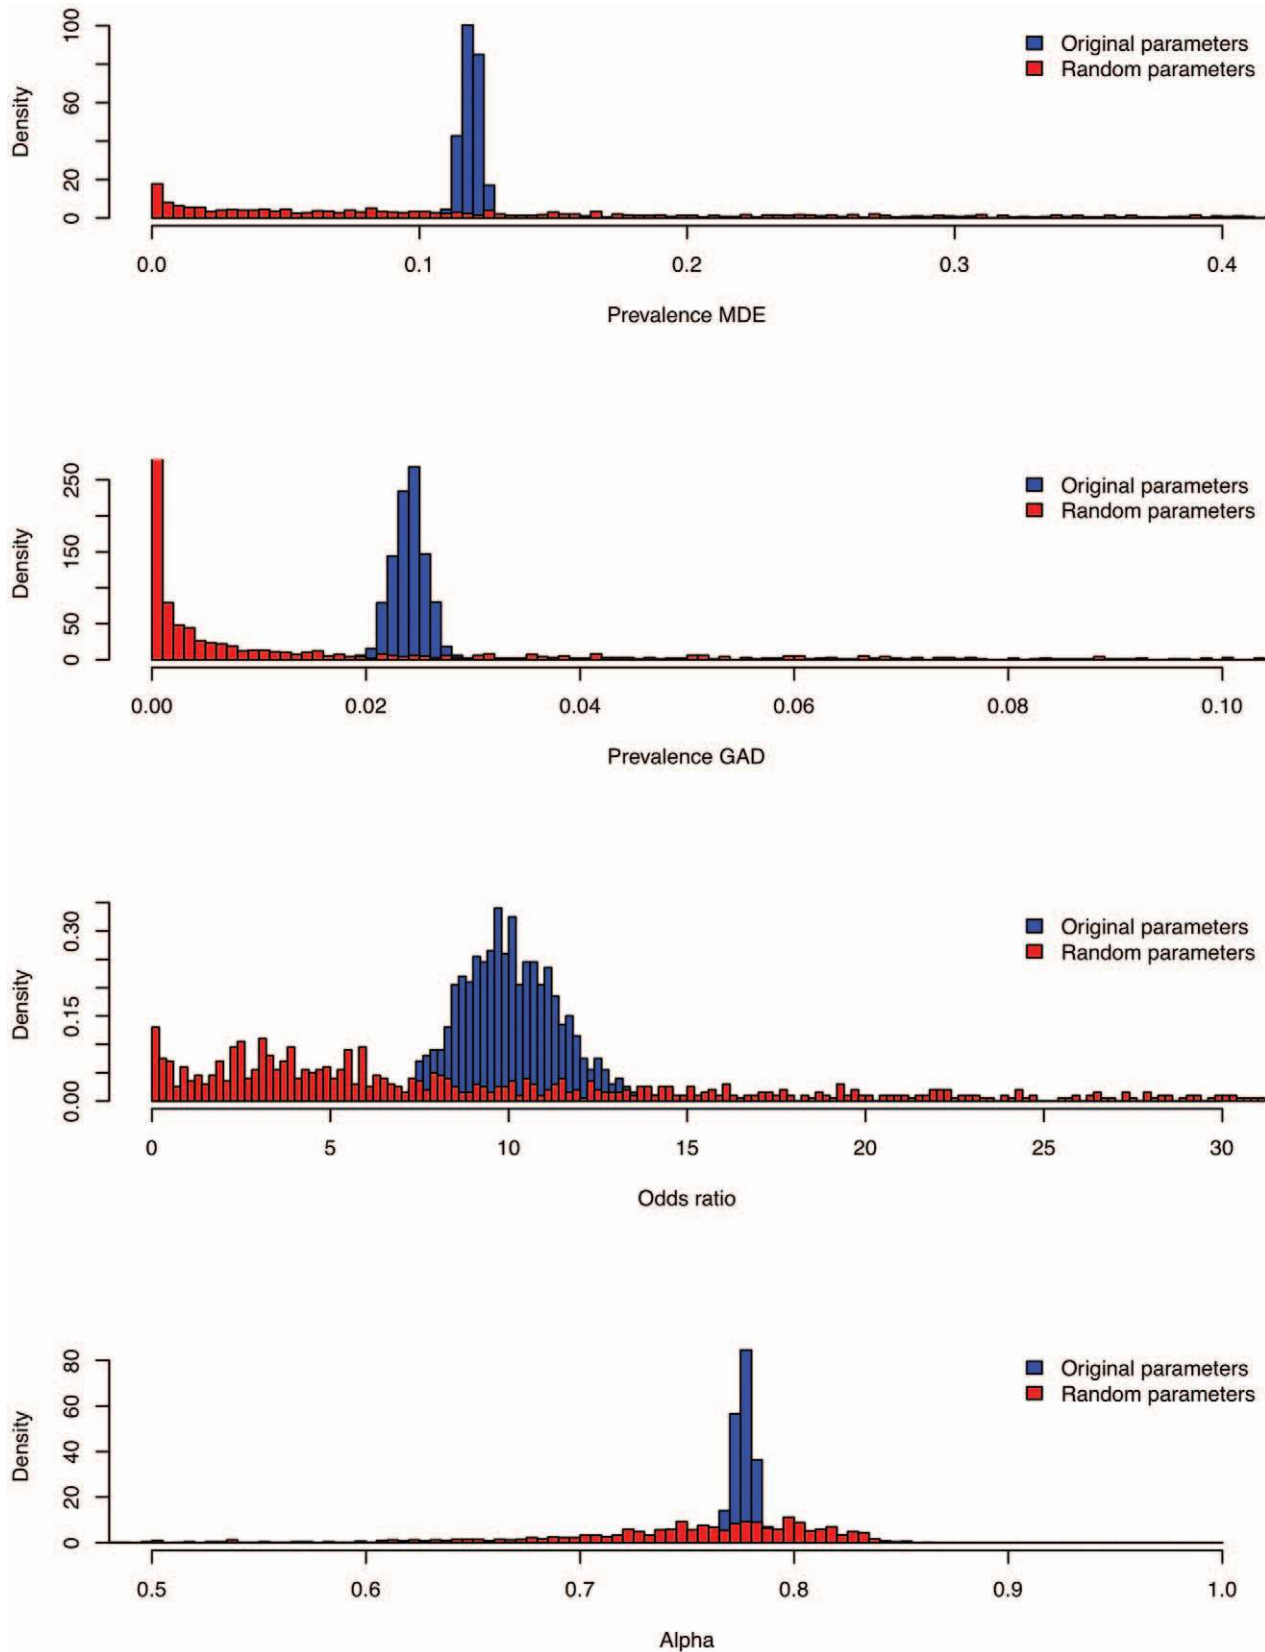 100
60
20
0
Density
Original parameters
Random parameters
0.0 0.1 0.2 0.3 0.4
Prevalence MDE
250
150
50
0
Density
Original parameters
Random parameters
0.00 0.02 0.04 0.06 0.08 0.10
Prevalence GAD
0.30
0.15
0.00
Density
Original parameters
Random parameters
0 5 10 15 20 25 30
Odds ratio
80
60
40
20
0
Density
Original parameters
Random parameters
0.5 0.6 0.7 0.8 0.9 1.0
Alpha